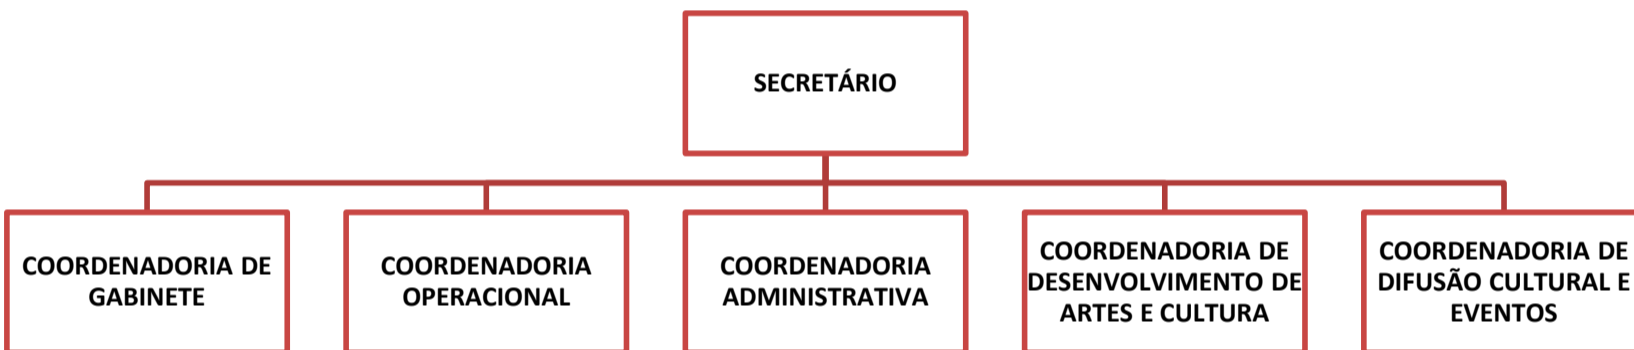 SECRETÁRIO
COORDENADORIA DE
GABINETE
COORDENADORIA
OPERACIONAL
COORDENADORIA
ADMINISTRATIVA
COORDENADORIA DE
DESENVOLVIMENTO DE
ARTES E CULTURA
COORDENADORIA DE
DIFUSÃO CULTURAL E
EVENTOS